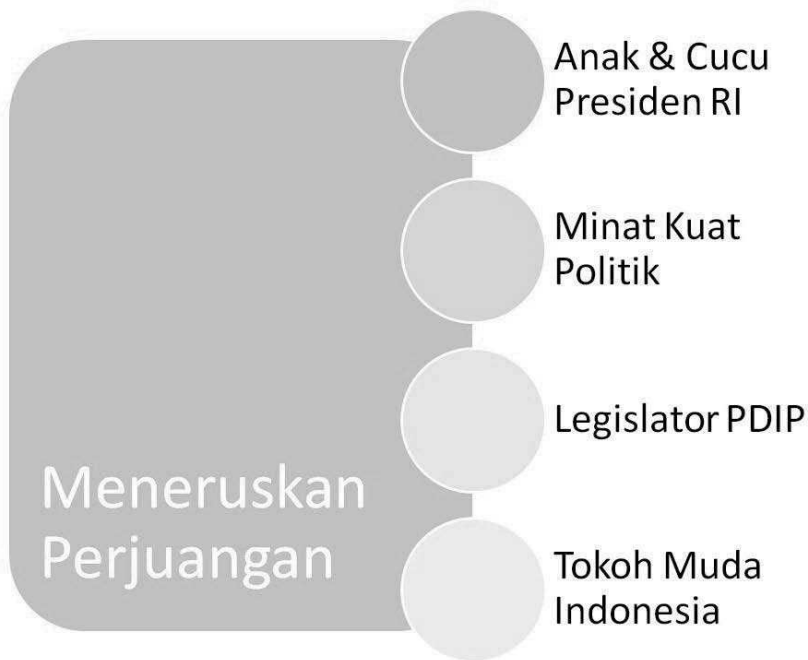 Anak & Cucu
Presiden RI
Minat Kuat
Politik
Legislator PDIP
Meneruskan
Perjuangan
Tokoh Muda
Indonesia